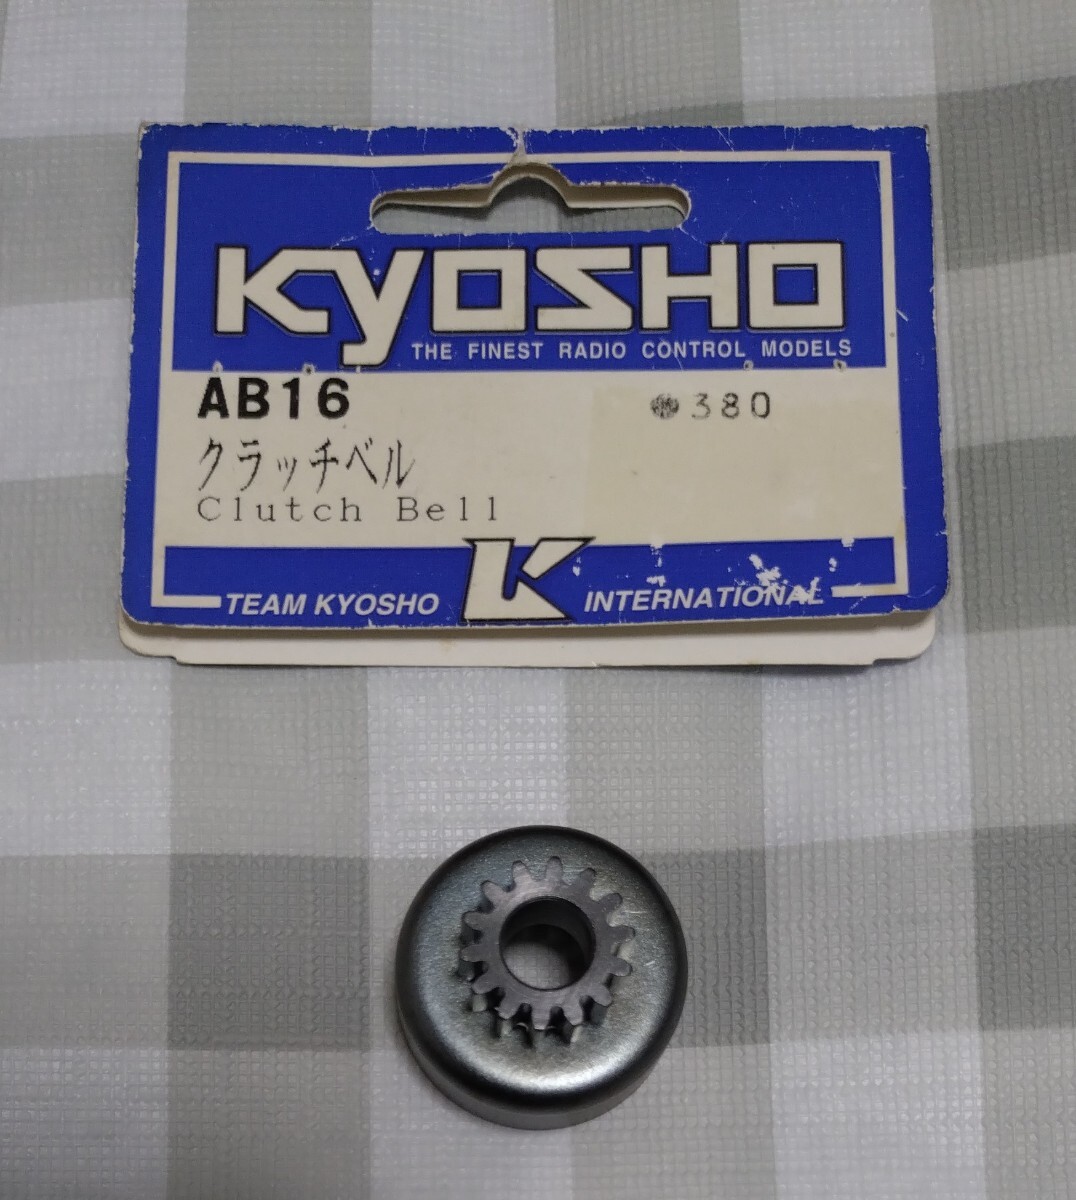 KYOSHO
THE FINEST RADIO CONTROL MODELS
AB16 380
クラッチベル
Clutch Bell
TEAM KYOSHO K INTERNATIONAL